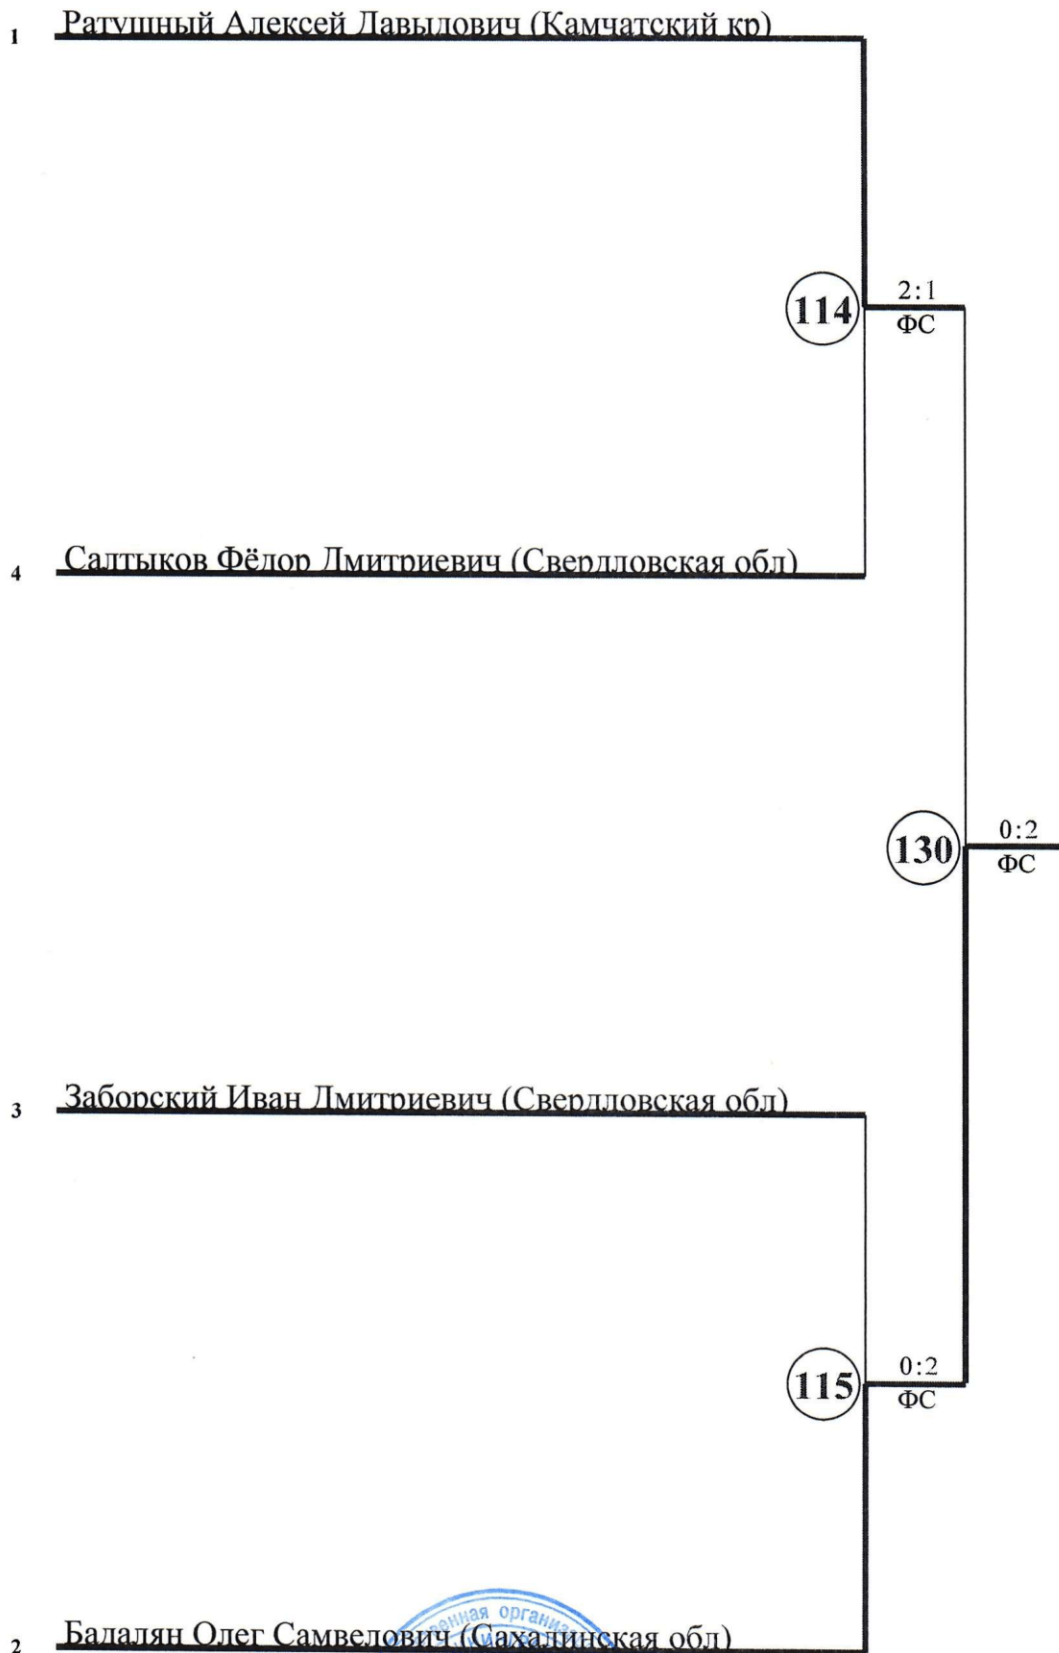 1 Ратушный Алексей Давыдович (Камчатский кр)
114 2:1
ФС
4 Салтыков Фёдор Дмитриевич (Свердловская обл)
130 0:2
ФС
3 Заборский Иван Дмитриевич (Свердловская обл)
115 0:2
ФС
венная
2 Бадалян Олег Самвелович (Сахалинская обл)